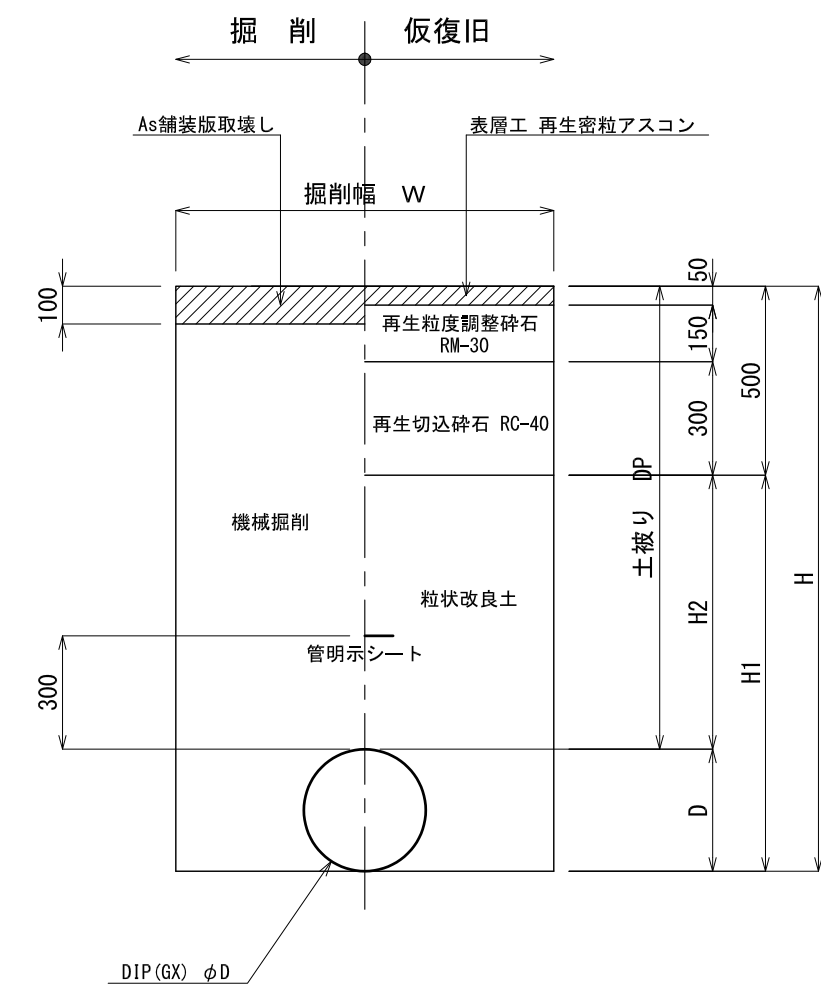 掘 削 仮復旧
As舗装版取壊し 表層工 再生密粒アスコン
掘削幅 W
50
100
再生粒度調整砕石
RM-30
150
500
300
再生切込砕石 RC-40
土被り DP
機械掘削
H
粒状改良土
H2
管明示シート
H1
300
D
DIP(GX) φD